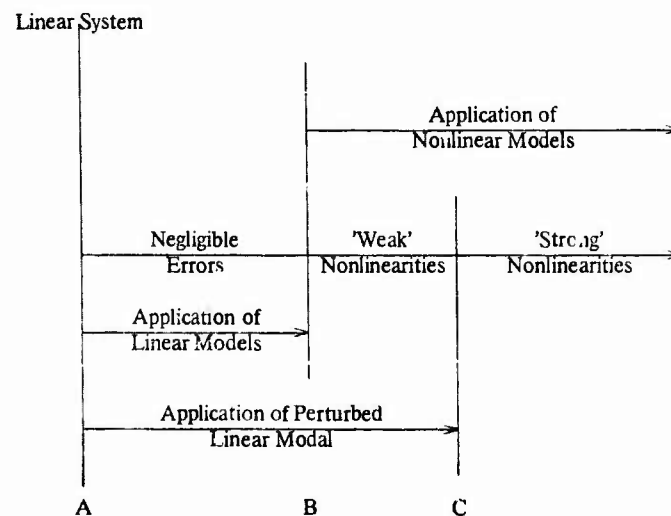 Linear System
Application of
Nonlinear Models
Negligible
Errors
'Weak'
Nonlinearities
'Strong'
Nonlinearities
Application of
Linear Models
Application of Perturbed
Linear Modal
A
B
C